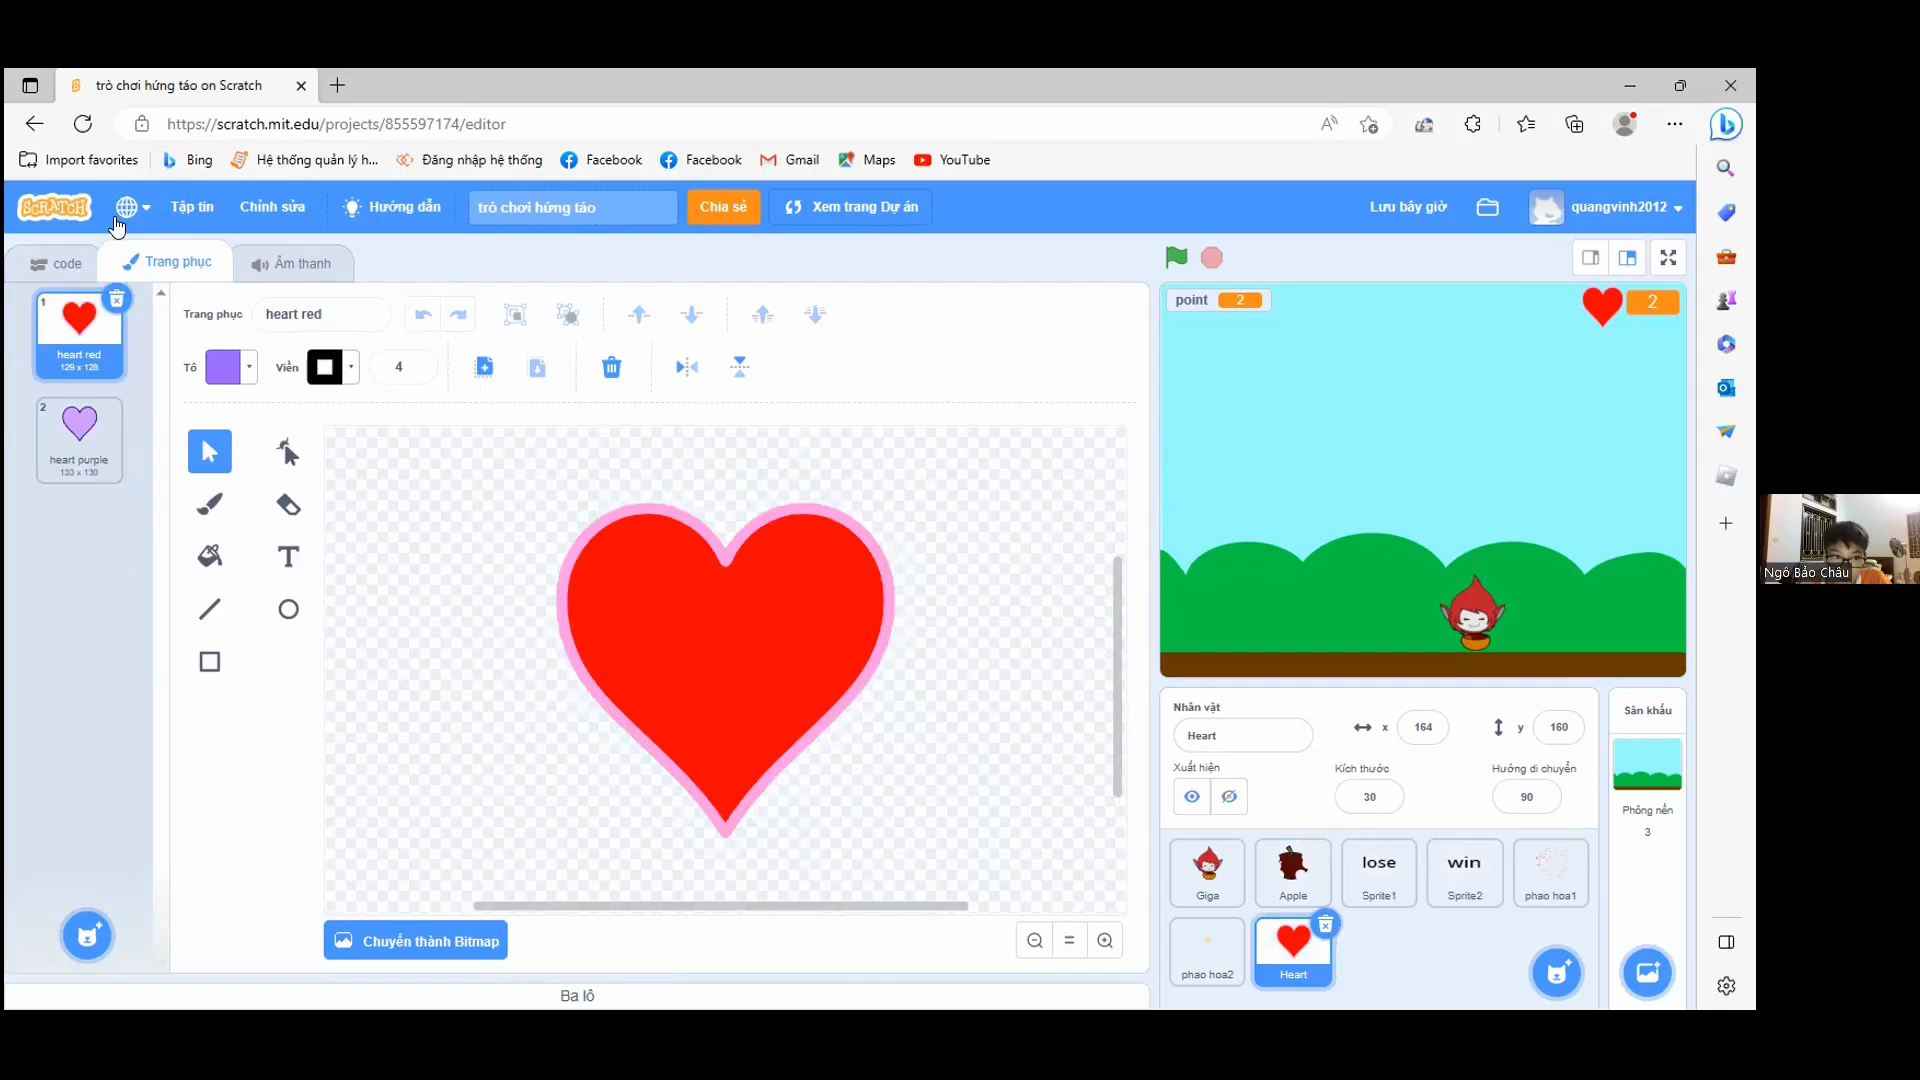 trò chơi hứng táo on Scratch
https://scratch.mit.edu/projects/855597174/editor
Import favorites
Bing
Hệ thống quản lý h...
Đăng nhập hệ thống
Facebook
Facebook
Gmail
Maps
YouTube
SCRATCH
Tập tin
Chỉnh sửa
Hướng dẫn
trò chơi hứng táo
Chia sẻ
Xem trang Dự án
Lưu bây giờ
quangvinh2012
code
Trang phục
Âm thanh
1
heart red
129 x 128
2
heart purple
133 x 130
Trang phục
heart red
Tô
Viền
4
T
Chuyển thành Bitmap
=
Ba lô
point 2
2
Ngô Bảo Châu
Nhân vật
Heart
x 164
y 160
Xuất hiện
Kích thước
30
Hướng di chuyển
90
Sân khấu
Phông nền
3
Giga
Apple
lose
Sprite1
win
Sprite2
phao hoa1
phao hoa2
Heart